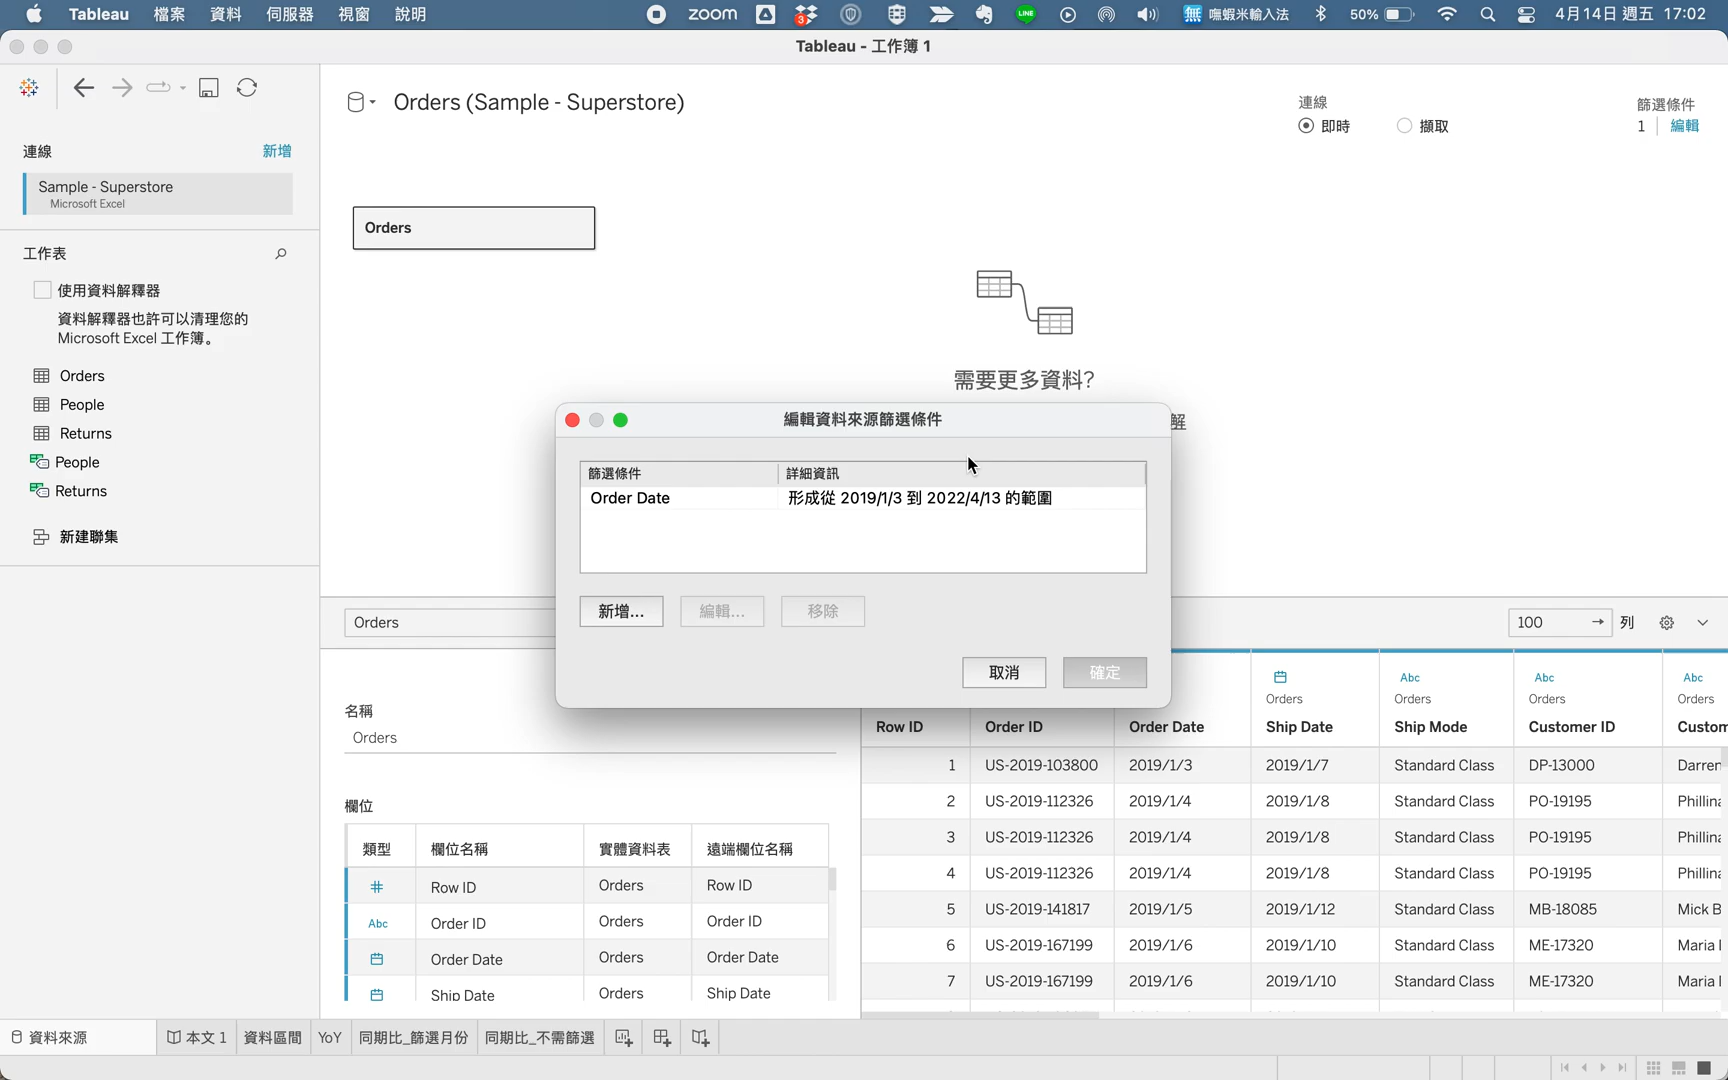 Tableau 檔案 資料 伺服器 視窗 說明 zoom 3 LINE 無 嘸蝦米輸入法 50% 4月14日 週五 17:02
Tableau - 工作簿 1
Orders (Sample - Superstore)
連線
即時 擷取
篩選條件
1 編輯
連線 新增
Sample - Superstore
Microsoft Excel
工作表
使用資料解釋器
資料解釋器也許可以清理您的
Microsoft Excel 工作簿。
Orders
People
Returns
People
Returns
新建聯集
Orders
需要更多資料?
解
編輯資料來源篩選條件
篩選條件 詳細資訊
Order Date 形成從 2019/1/3 到 2022/4/13 的範圍
新增... 編輯... 移除
取消 確定
Orders
100 列
名稱
Orders
欄位
類型 欄位名稱 實體資料表 遠端欄位名稱
Row ID Orders Row ID
Abc Order ID Orders Order ID
Order Date Orders Order Date
Ship Date Orders Ship Date
Abc Abc Abc
Orders Orders Orders Orders
Row ID Order ID Order Date Ship Date Ship Mode Customer ID Custom
1 US-2019-103800 2019/1/3 2019/1/7 Standard Class DP-13000 Darren
2 US-2019-112326 2019/1/4 2019/1/8 Standard Class PO-19195 Phillina
3 US-2019-112326 2019/1/4 2019/1/8 Standard Class PO-19195 Phillina
4 US-2019-112326 2019/1/4 2019/1/8 Standard Class PO-19195 Phillina
5 US-2019-141817 2019/1/5 2019/1/12 Standard Class MB-18085 Mick B
6 US-2019-167199 2019/1/6 2019/1/10 Standard Class ME-17320 Maria
7 US-2019-167199 2019/1/6 2019/1/10 Standard Class ME-17320 Maria
資料來源 本文 1 資料區間 YoY 同期比_篩選月份 同期比_不需篩選